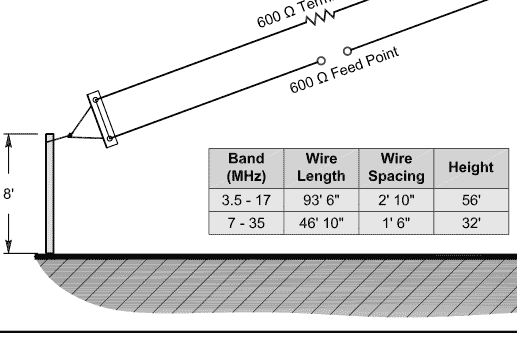 600 Ω
600 Ω Feed Point
8'
Band (MHz) Wire Length Wire Spacing Height
3.5 - 17 93' 6" 2' 10" 56'
7 - 35 46' 10" 1' 6" 32'